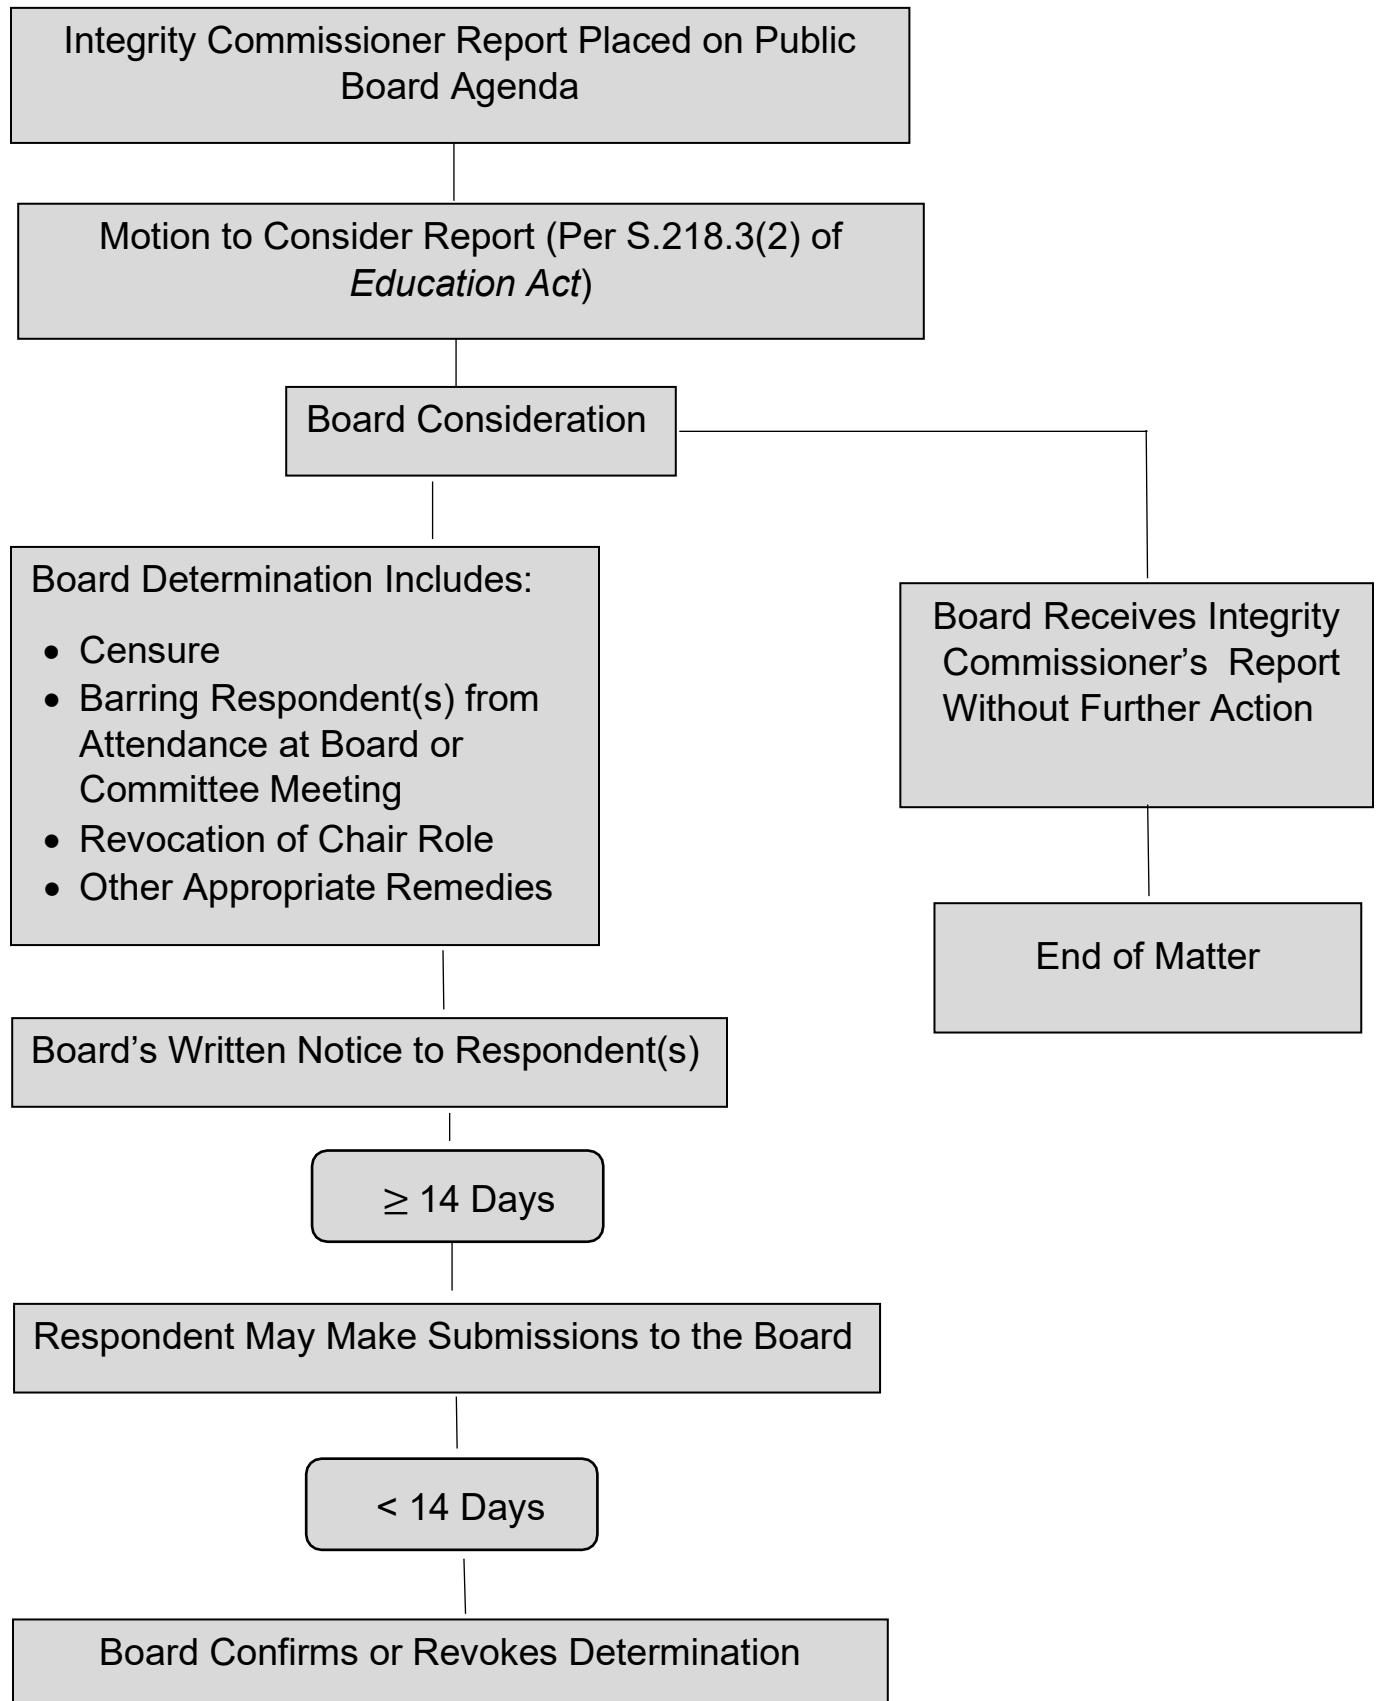 Integrity Commissioner Report Placed on Public
Board Agenda
Motion to Consider Report (Per S.218.3(2) of
Education Act)
Board Consideration
Board Determination Includes:
• Censure
• Barring Respondent(s) from
Attendance at Board or
Committee Meeting
• Revocation of Chair Role
• Other Appropriate Remedies
Board Receives Integrity
Commissioner’s Report
Without Further Action
End of Matter
Board’s Written Notice to Respondent(s)
≥ 14 Days
Respondent May Make Submissions to the Board
< 14 Days
Board Confirms or Revokes Determination